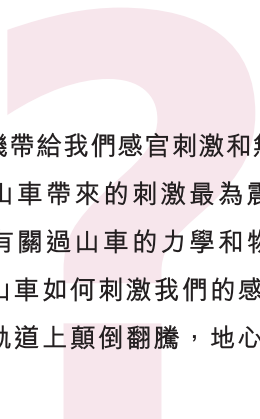 帶給我們感官刺激和
山車帶來的刺激最為震
有關過山車的力學和物
山車如何刺激我們的感
軌道上顛倒翻騰，地心